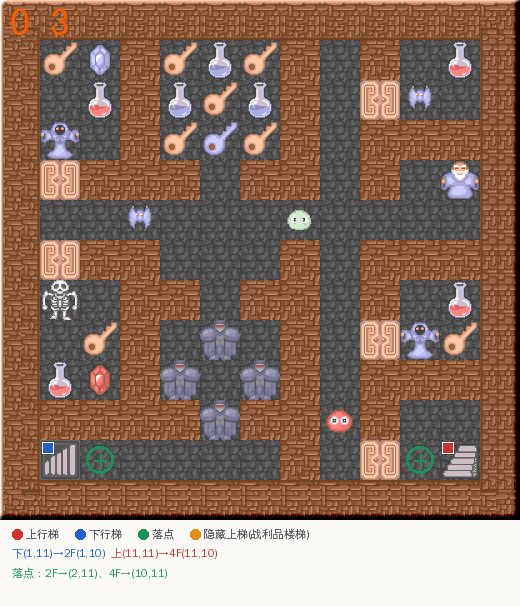 0 3
上行梯 下行梯 落点 隐藏上梯(战利品楼梯)
下(1,11)→2F(1,10) 上(11,11)→4F(11,10)
落点：2F→(2,11)、4F→(10,11)